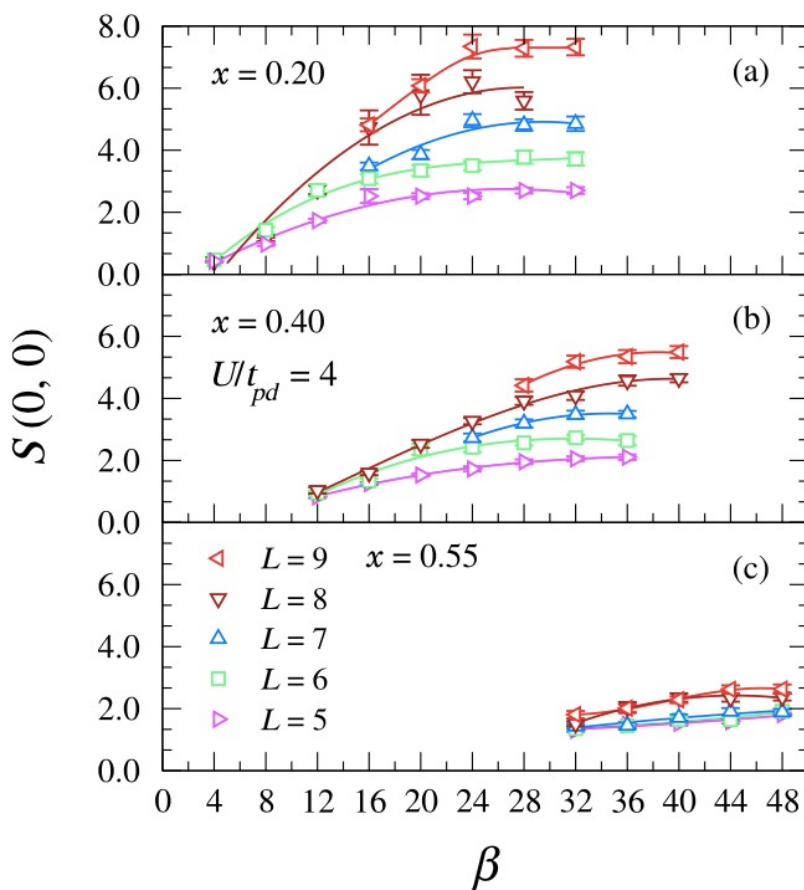 8.0
x = 0.20
(a)
6.0
4.0
2.0
0.0
x = 0.40
(b)
6.0
U/t_pd = 4
4.0
2.0
0.0
S (0, 0)
L = 9
x = 0.55
(c)
6.0
L = 8
L = 7
4.0
L = 6
2.0
L = 5
0.0
0 4 8 12 16 20 24 28 32 36 40 44 48
β